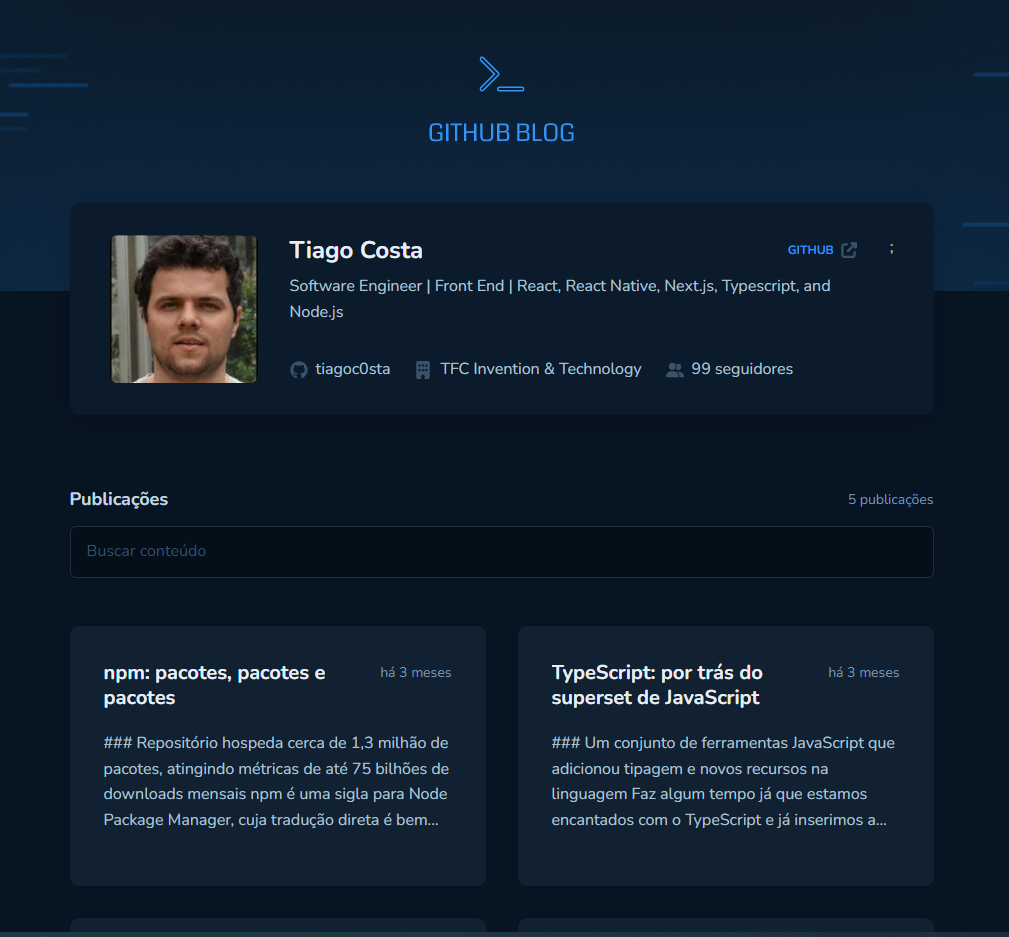 GITHUB BLOG
Tiago Costa
GITHUB
;
Software Engineer | Front End | React, React Native, Next.js, Typescript, and
Node.js
tiagoc0sta
TFC Invention & Technology
99 seguidores
Publicações
5 publicações
Buscar conteúdo
npm: pacotes, pacotes e
pacotes
há 3 meses
### Repositório hospeda cerca de 1,3 milhão de
pacotes, atingindo métricas de até 75 bilhões de
downloads mensais npm é uma sigla para Node
Package Manager, cuja tradução direta é bem...
TypeScript: por trás do
superset de JavaScript
há 3 meses
### Um conjunto de ferramentas JavaScript que
adicionou tipagem e novos recursos na
linguagem Faz algum tempo já que estamos
encantados com o TypeScript e já inserimos a...